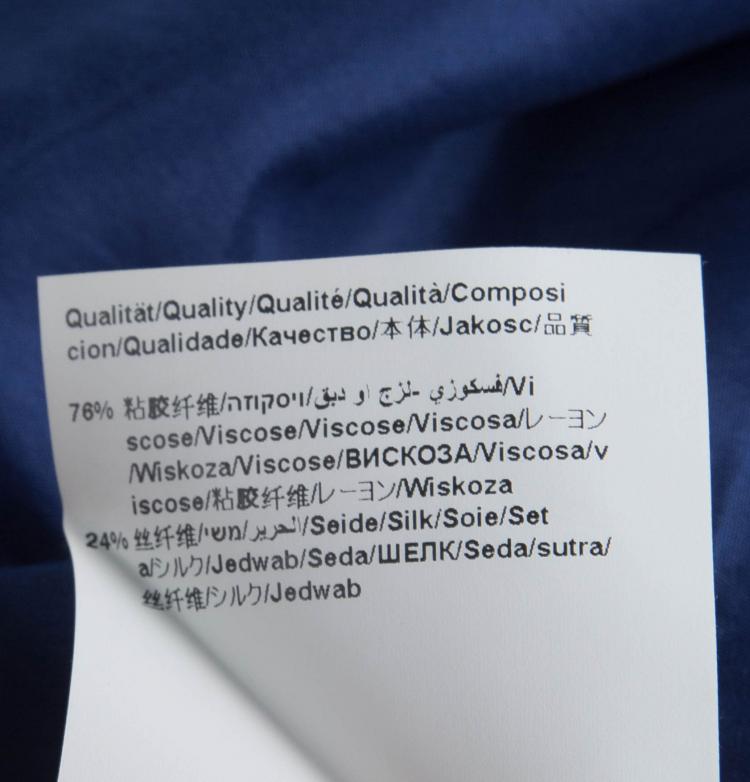 Qualität/Quality/Qualité/Qualità/Composi
cion/Qualidade/Качество/本体/Jakosc/品質
76% 粘胶纤维/ויסקוזה/فسكوزي -لزج او دبق/Vi
scose/Viscose/Viscose/Viscosa/レーヨン
/Wiskoza/Viscose/ВИСКОЗА/Viscosa/v
iscose/粘胶纤维/レーヨン/Wiskoza
24% 丝纤维/משי/الحرير/Seide/Silk/Soie/Set
a/シルク/Jedwab/Seda/ШЕЛК/Seda/sutra/
丝纤维/シルク/Jedwab